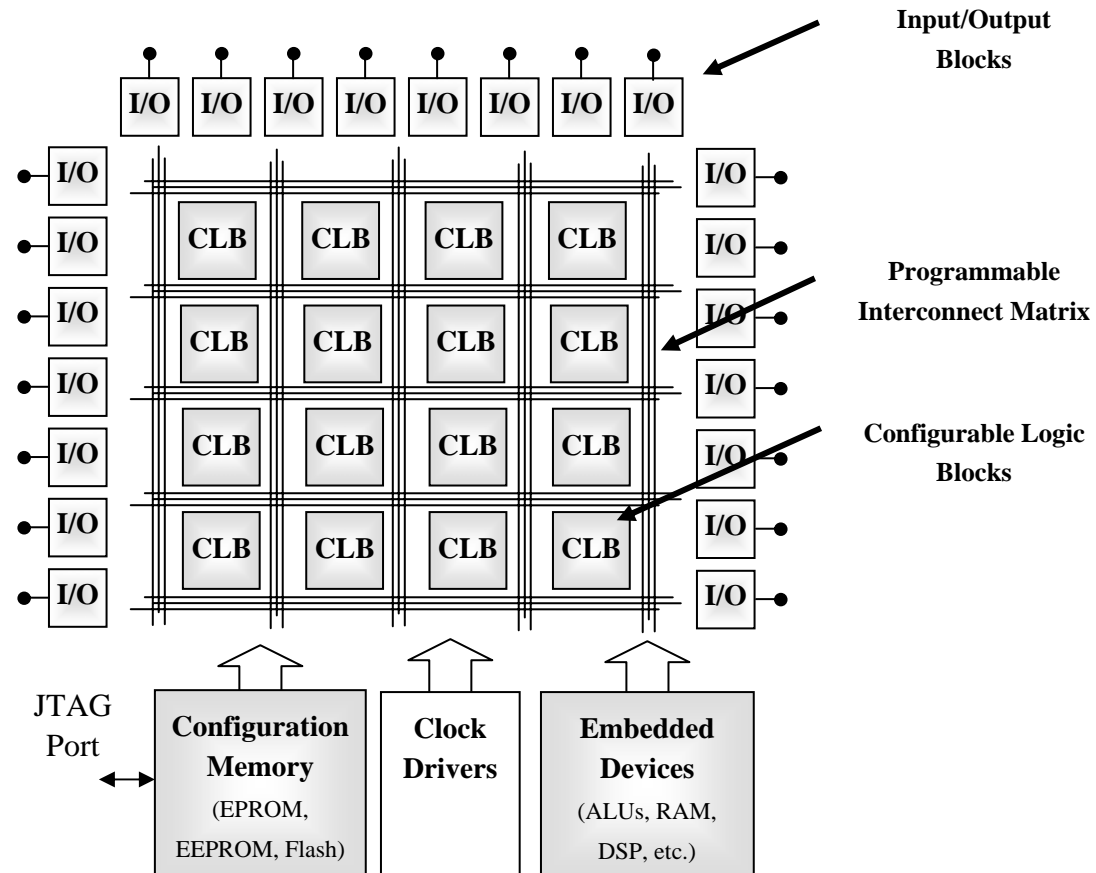 Input/Output
Blocks
I/O I/O I/O I/O I/O I/O I/O I/O
I/O I/O
CLB CLB CLB CLB
I/O I/O
Programmable
Interconnect Matrix
I/O I/O
CLB CLB CLB CLB
I/O I/O
Configurable Logic
Blocks
I/O I/O
CLB CLB CLB CLB
I/O I/O
CLB CLB CLB CLB
I/O I/O
JTAG
Port
Configuration
Memory
(EPROM,
EEPROM, Flash)
Clock
Drivers
Embedded
Devices
(ALUs, RAM,
DSP, etc.)